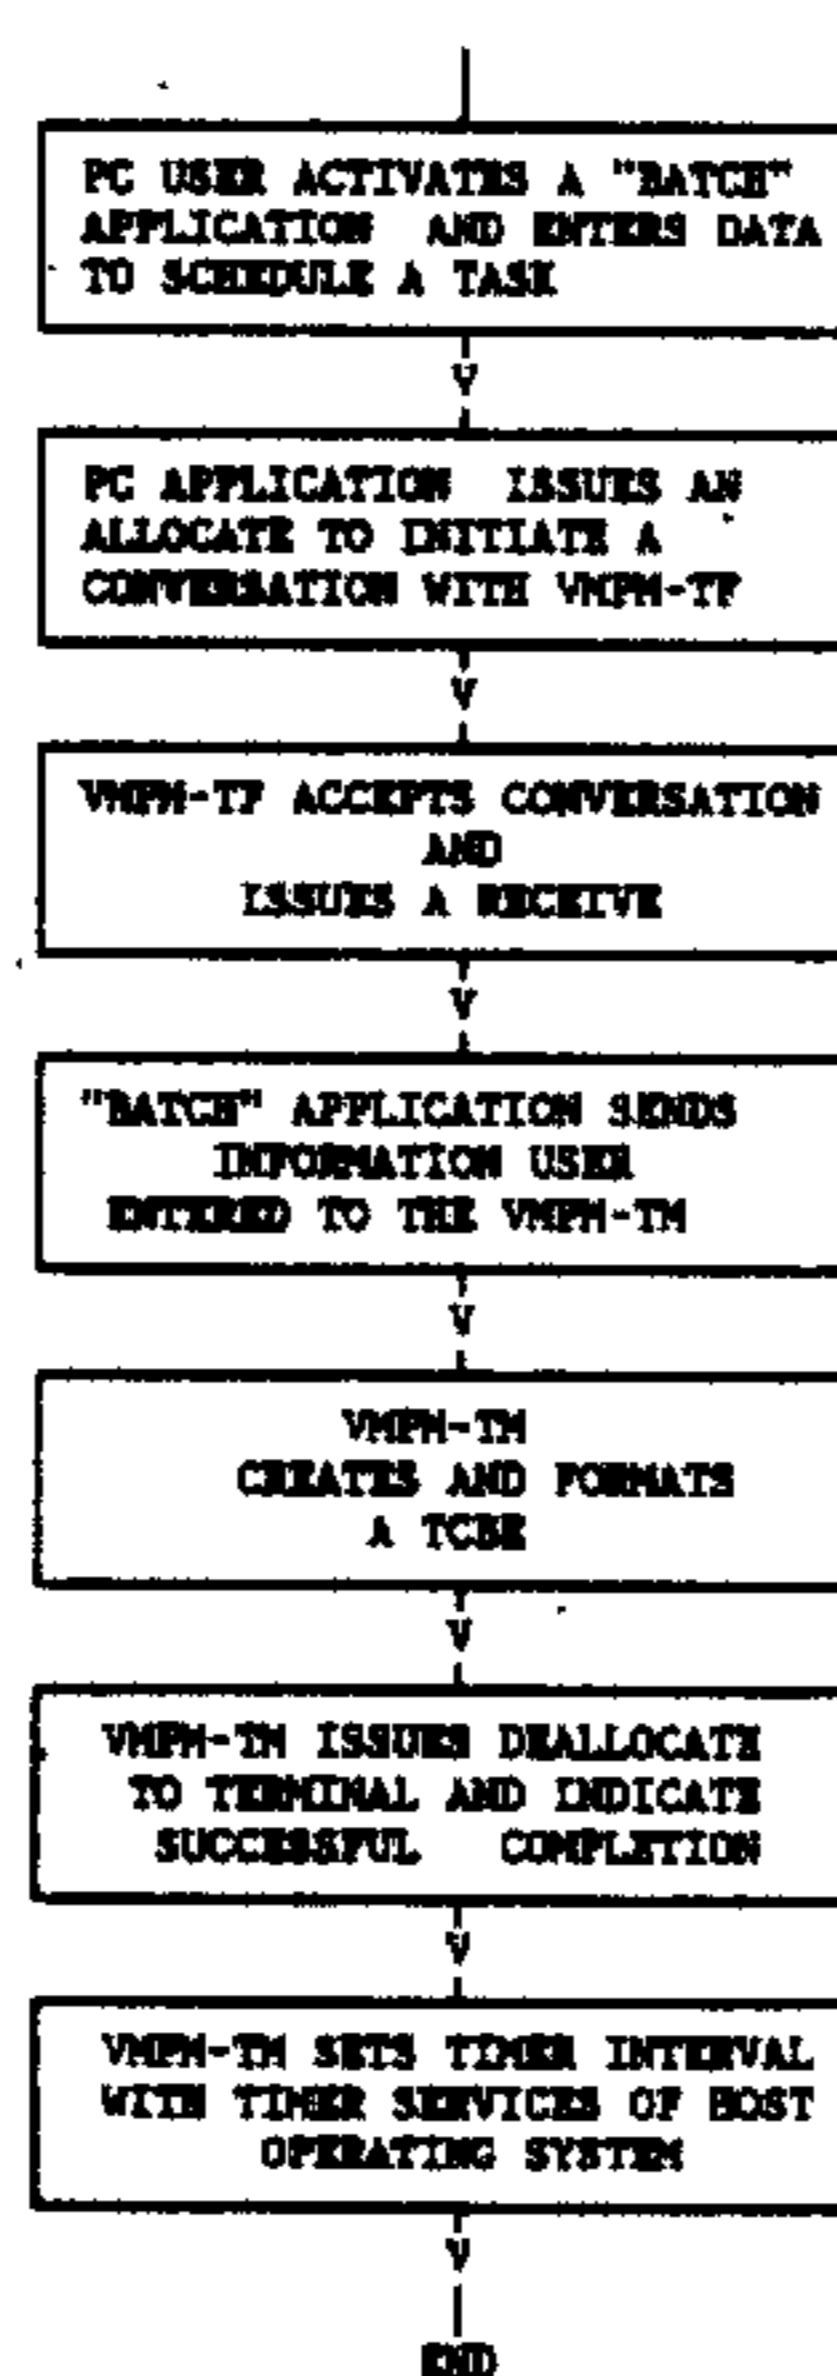 PC USER ACTIVATES A "BATCH"
APPLICATION AND ENTERS DATA
TO SCHEDULE A TASK
V
PC APPLICATION ISSUES AN
ALLOCATE TO INITIATE A
CONVERSATION WITH VMPM-TP
V
VMPM-TP ACCEPTS CONVERSATION
AND
ISSUES A RECEIVE
V
"BATCH" APPLICATION SENDS
INFORMATION USER
ENTERED TO THE VMPM-TM
V
VMPM-TM
CREATES AND FORMATS
A TCBE
V
VMPM-TM ISSUES DEALLOCATE
TO TERMINAL AND INDICATE
SUCCESSFUL COMPLETION
V
VMPM-TM SETS TIMER INTERVAL
WITH TIMER SERVICES OF HOST
OPERATING SYSTEM
V
END